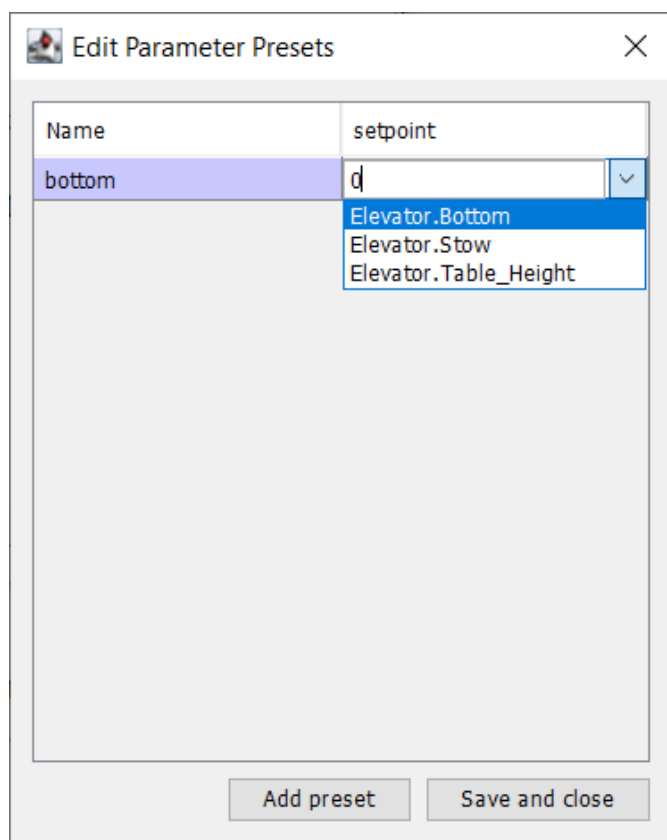 Edit Parameter Presets
Name setpoint
bottom 0
Elevator.Bottom
Elevator.Stow
Elevator.Table_Height
Add preset Save and close